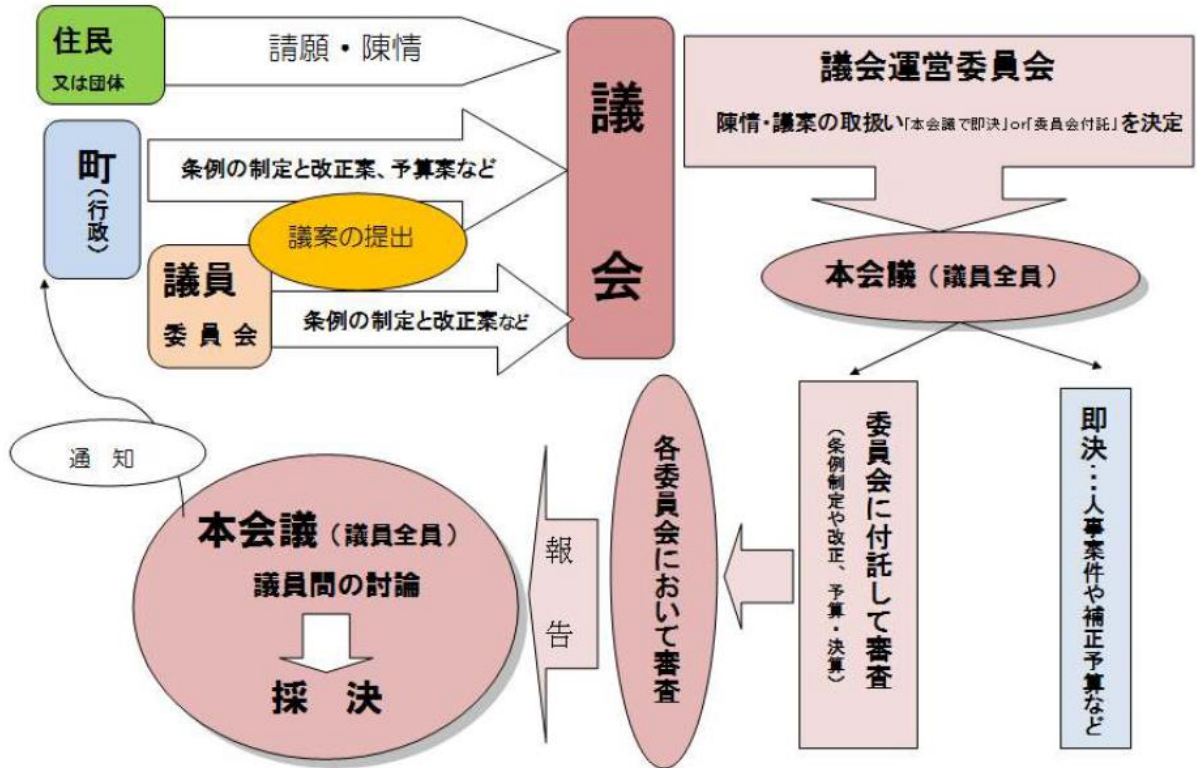 住民
又は団体
請願・陳情
町
（行政）
条例の制定と改正案、予算案など
議案の提出
議員
委員会
条例の制定と改正案など
議会
議会運営委員会
陳情・議案の取扱い「本会議で即決」or「委員会付託」を決定
本会議（議員全員）
即決…人事案件や補正予算など
委員会に付託して審査
（条例制定や改正、予算・決算）
各委員会において審査
報告
本会議（議員全員）
議員間の討論
採決
通知